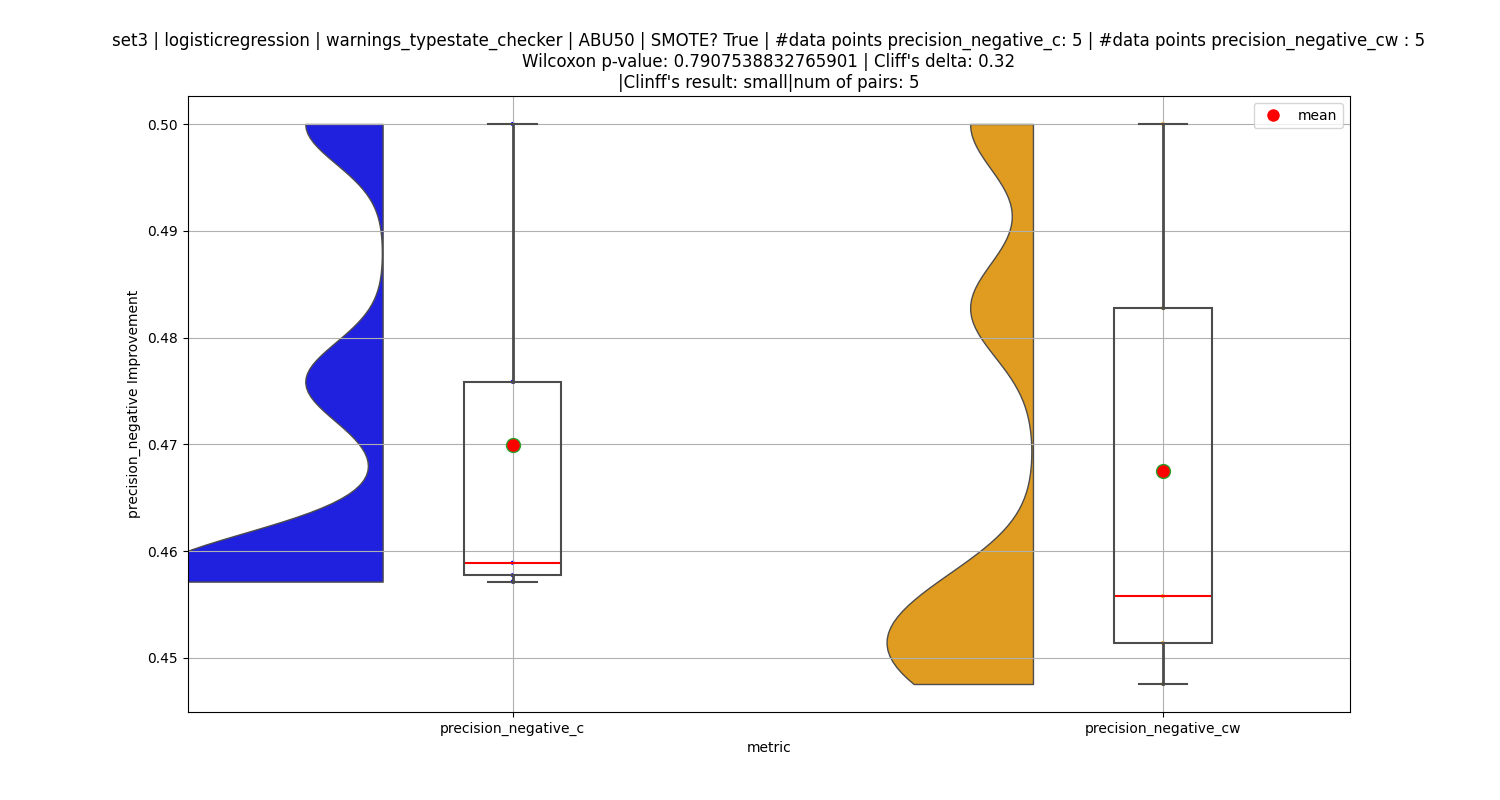 set3 | logisticregression | warnings_typestate_checker | ABU50 | SMOTE? True | #data points precision_negative_c: 5 | #data points precision_negative_cw : 5
Wilcoxon p-value: 0.7907538832765901 | Cliff's delta: 0.32
|Clinff's result: small|num of pairs: 5
mean
0.50
0.49
0.48
0.47
0.46
0.45
precision_negative Improvement
precision_negative_c
precision_negative_cw
metric